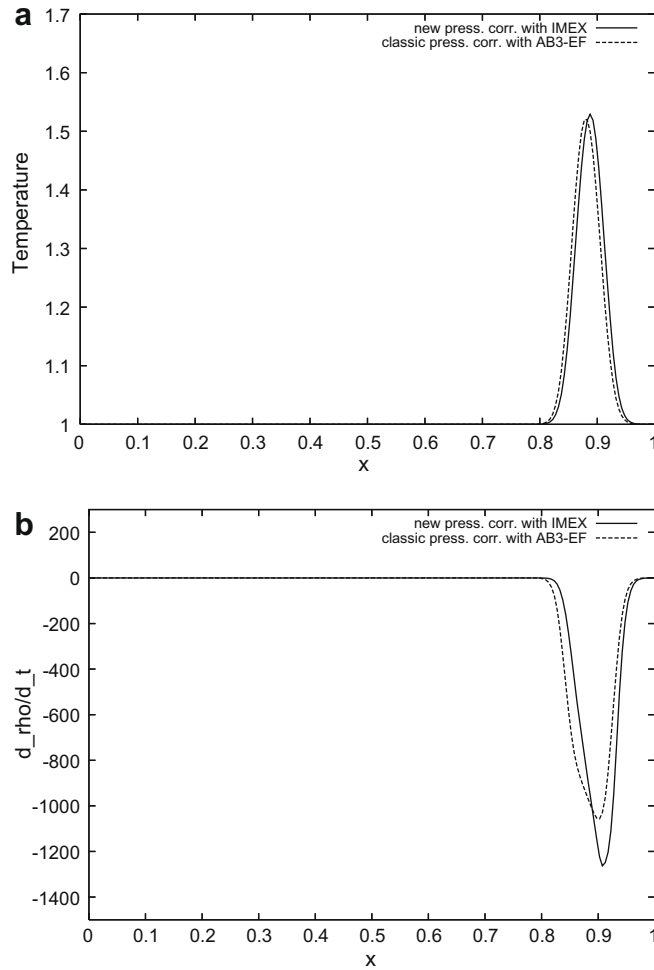 a
1.7
new press. corr. with IMEX
classic press. corr. with AB3-EF
1.6
1.5
1.4
1.3
1.2
1.1
1
Temperature
0 0.1 0.2 0.3 0.4 0.5 0.6 0.7 0.8 0.9 1
x
b
new press. corr. with IMEX
classic press. corr. with AB3-EF
200
0
-200
-400
-600
-800
-1000
-1200
-1400
d_rho/d_t
0 0.1 0.2 0.3 0.4 0.5 0.6 0.7 0.8 0.9 1
x